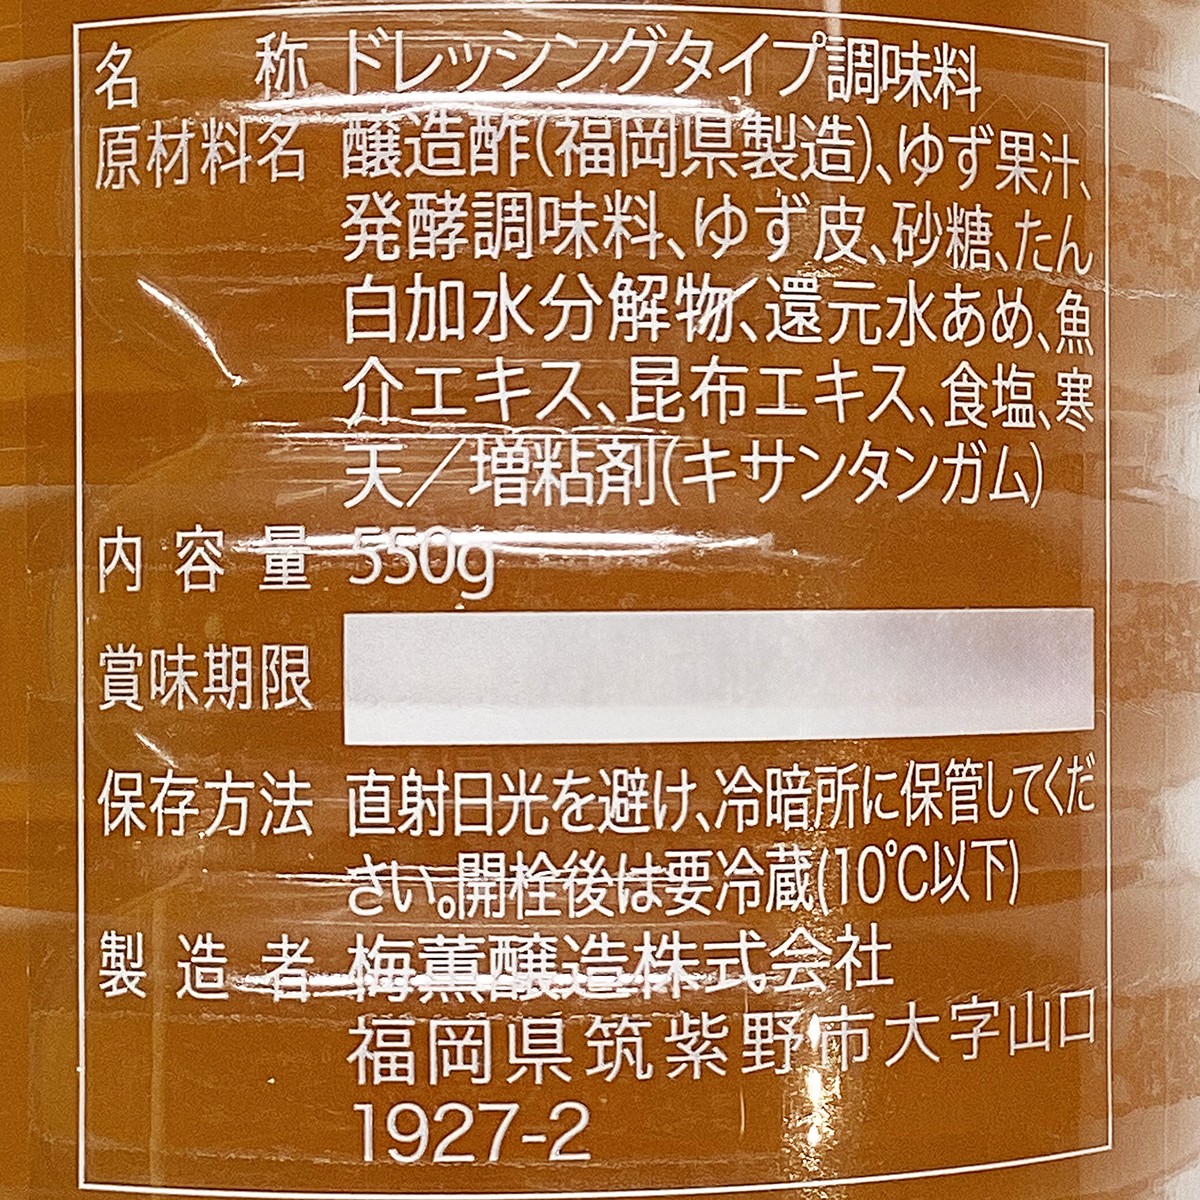 名称 ドレッシングタイプ調味料
原材料名 醸造酢(福岡県製造)、ゆず果汁、
発酵調味料、ゆず皮、砂糖、たん
白加水分解物、還元水あめ、魚
介エキス、昆布エキス、食塩、寒
天／増粘剤(キサンタンガム)
内容量 550g
賞味期限
保存方法 直射日光を避け、冷暗所に保管してくだ
さい。開栓後は要冷蔵(10℃以下)
製造者 梅薫醸造株式会社
福岡県筑紫野市大字山口
1927-2